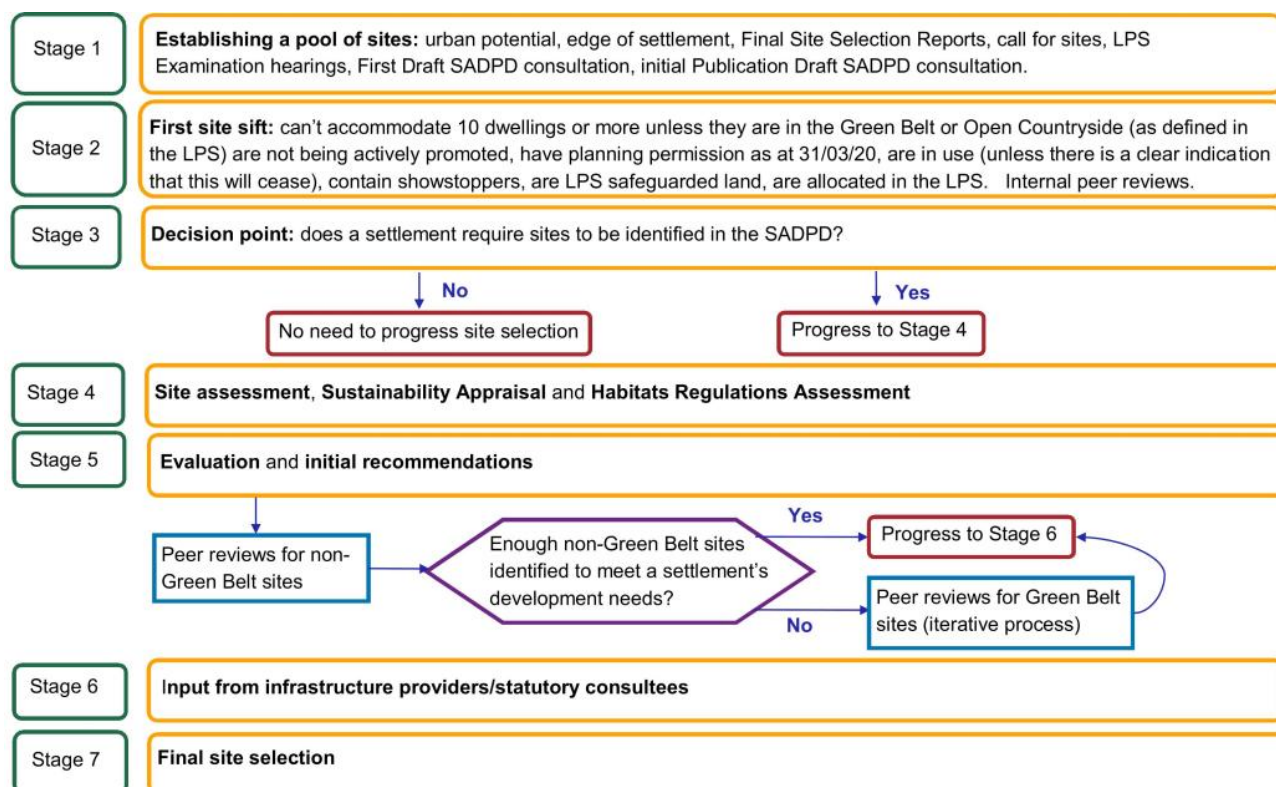 Stage 1
Establishing a pool of sites: urban potential, edge of settlement, Final Site Selection Reports, call for sites, LPS
Examination hearings, First Draft SADPD consultation, initial Publication Draft SADPD consultation.
Stage 2
First site sift: can't accommodate 10 dwellings or more unless they are in the Green Belt or Open Countryside (as defined in
the LPS) are not being actively promoted, have planning permission as at 31/03/20, are in use (unless there is a clear indication
that this will cease), contain showstoppers, are LPS safeguarded land, are allocated in the LPS. Internal peer reviews.
Stage 3
Decision point: does a settlement require sites to be identified in the SADPD?
No
Yes
No need to progress site selection
Progress to Stage 4
Stage 4
Site assessment, Sustainability Appraisal and Habitats Regulations Assessment
Stage 5
Evaluation and initial recommendations
Peer reviews for non-
Green Belt sites
Enough non-Green Belt sites
identified to meet a settlement's
development needs?
Yes
Progress to Stage 6
No
Peer reviews for Green Belt
sites (iterative process)
Stage 6
Input from infrastructure providers/statutory consultees
Stage 7
Final site selection